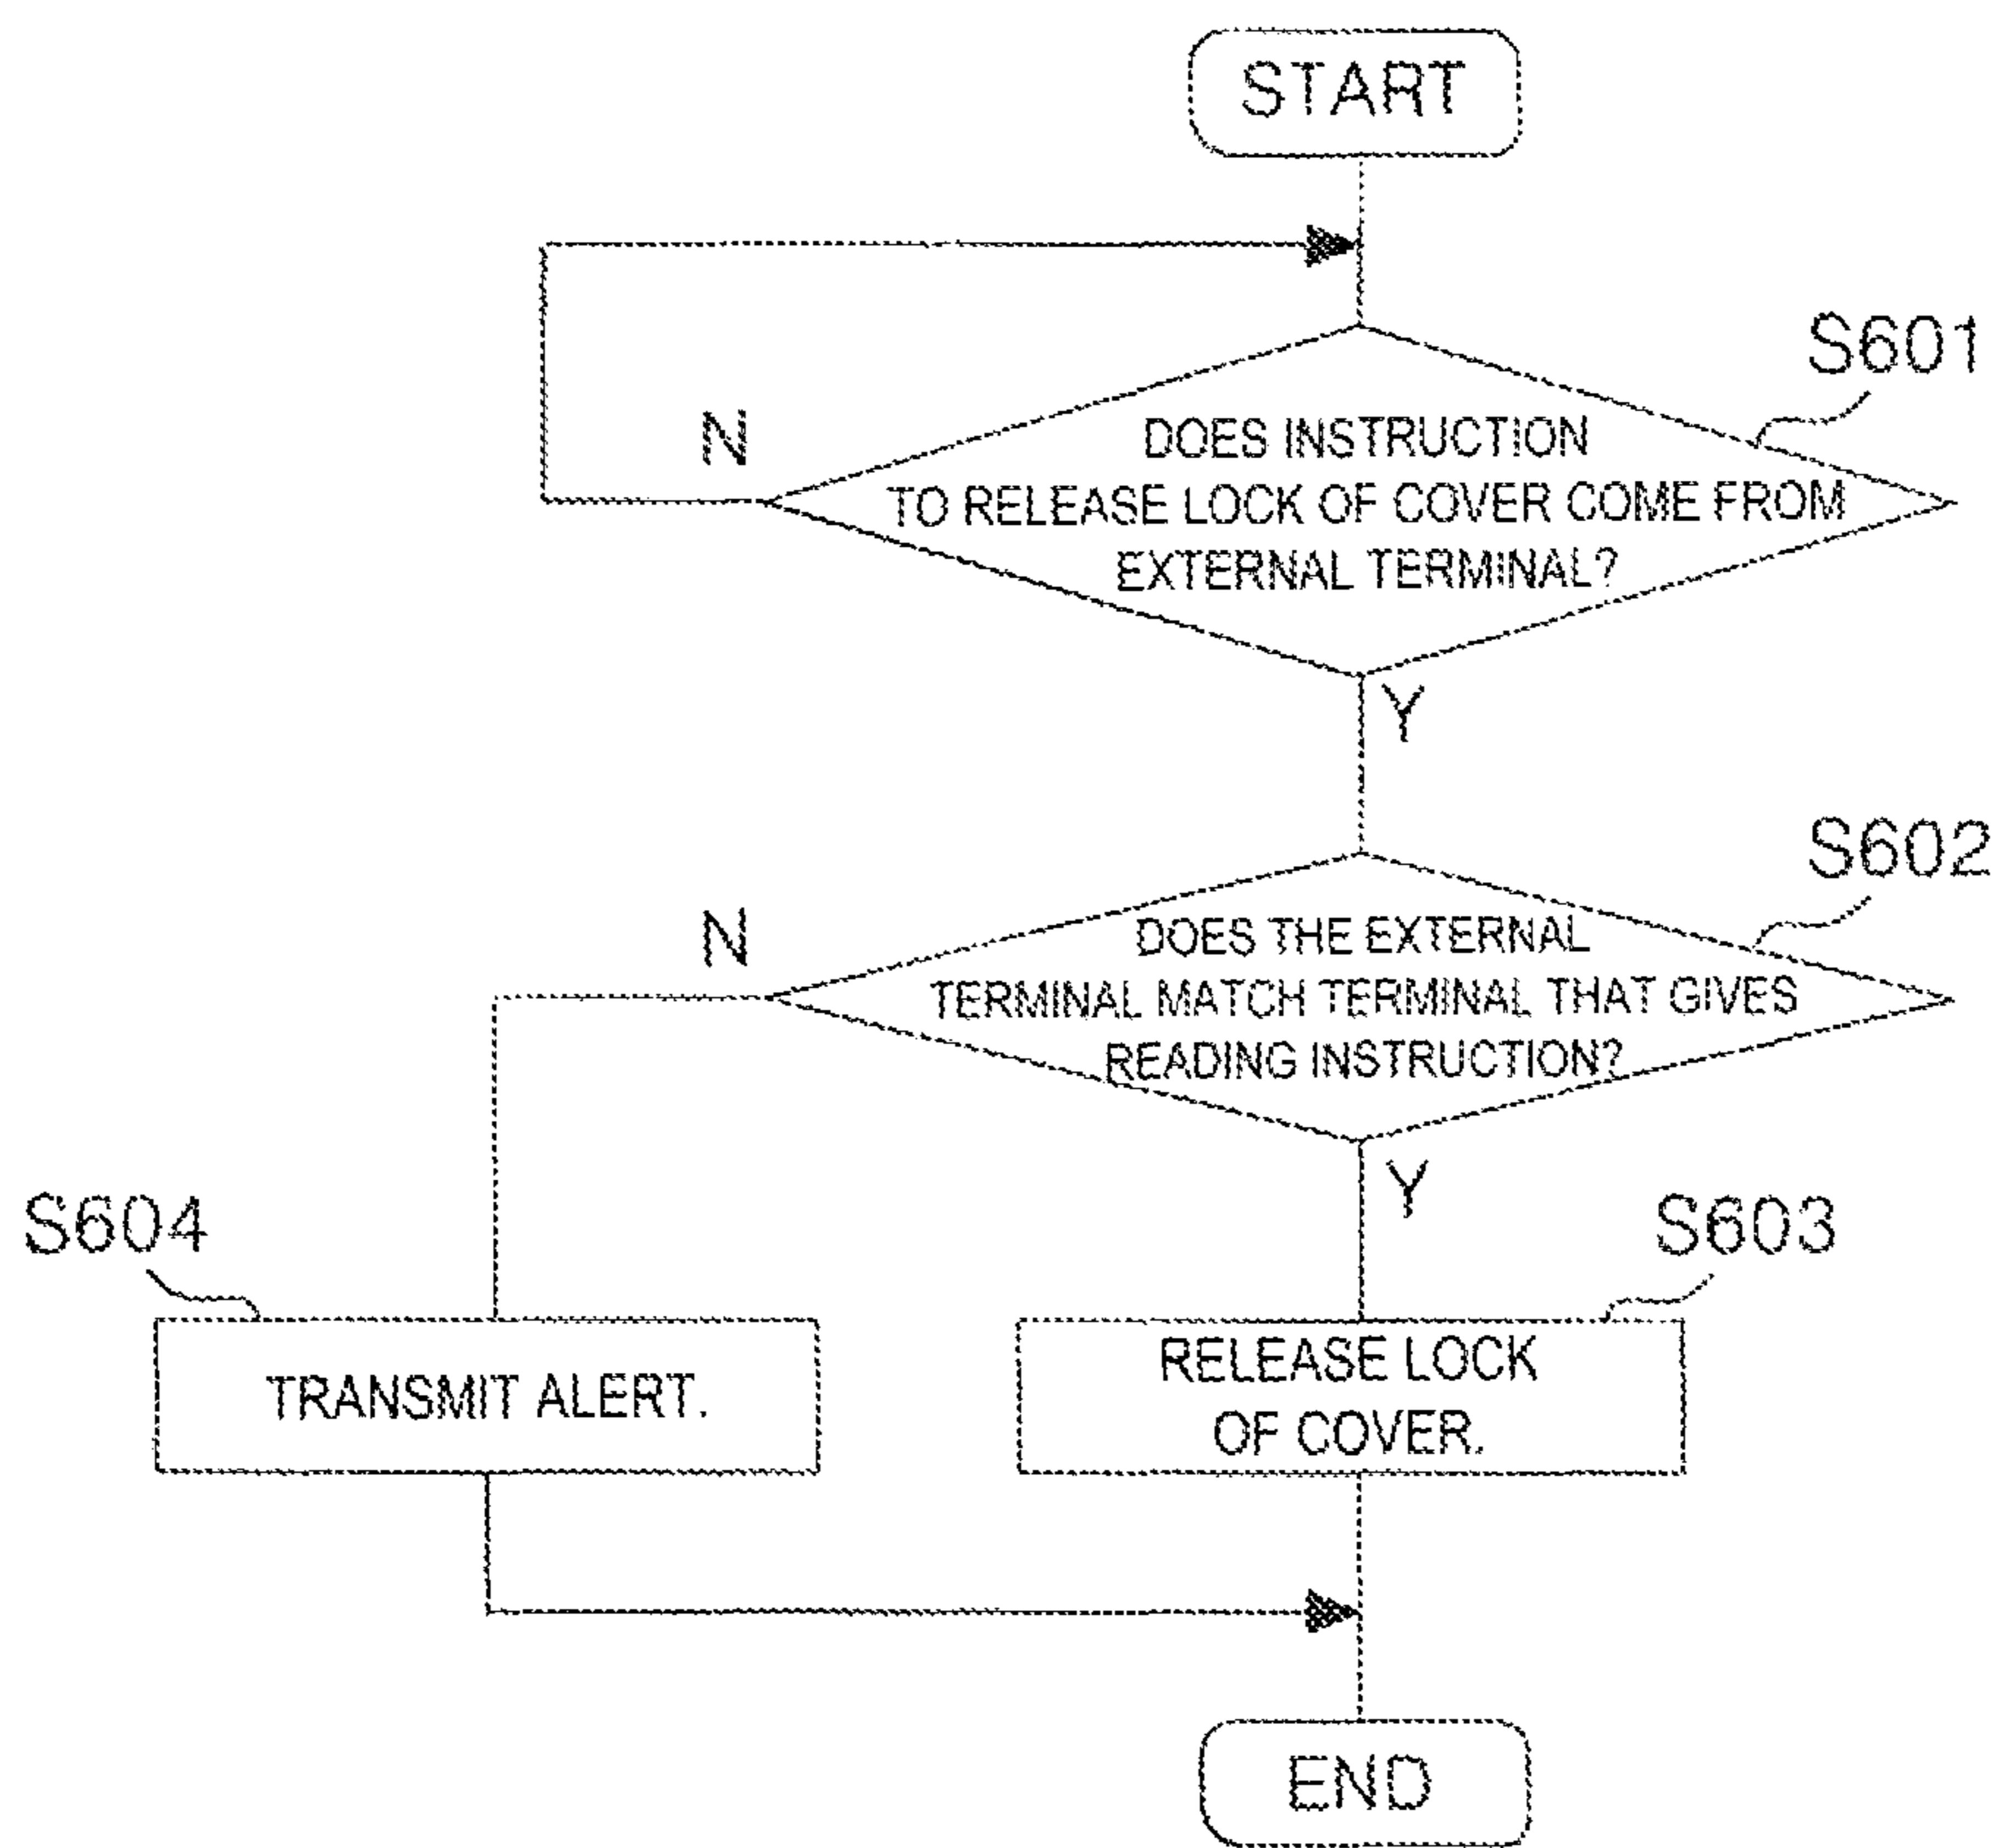 START
S601
N
DOES INSTRUCTION
TO RELEASE LOCK OF COVER COME FROM
EXTERNAL TERMINAL?
Y
S602
N
DOES THE EXTERNAL
TERMINAL MATCH TERMINAL THAT GIVES
READING INSTRUCTION?
Y
S604
S603
TRANSMIT ALERT.
RELEASE LOCK
OF COVER.
END